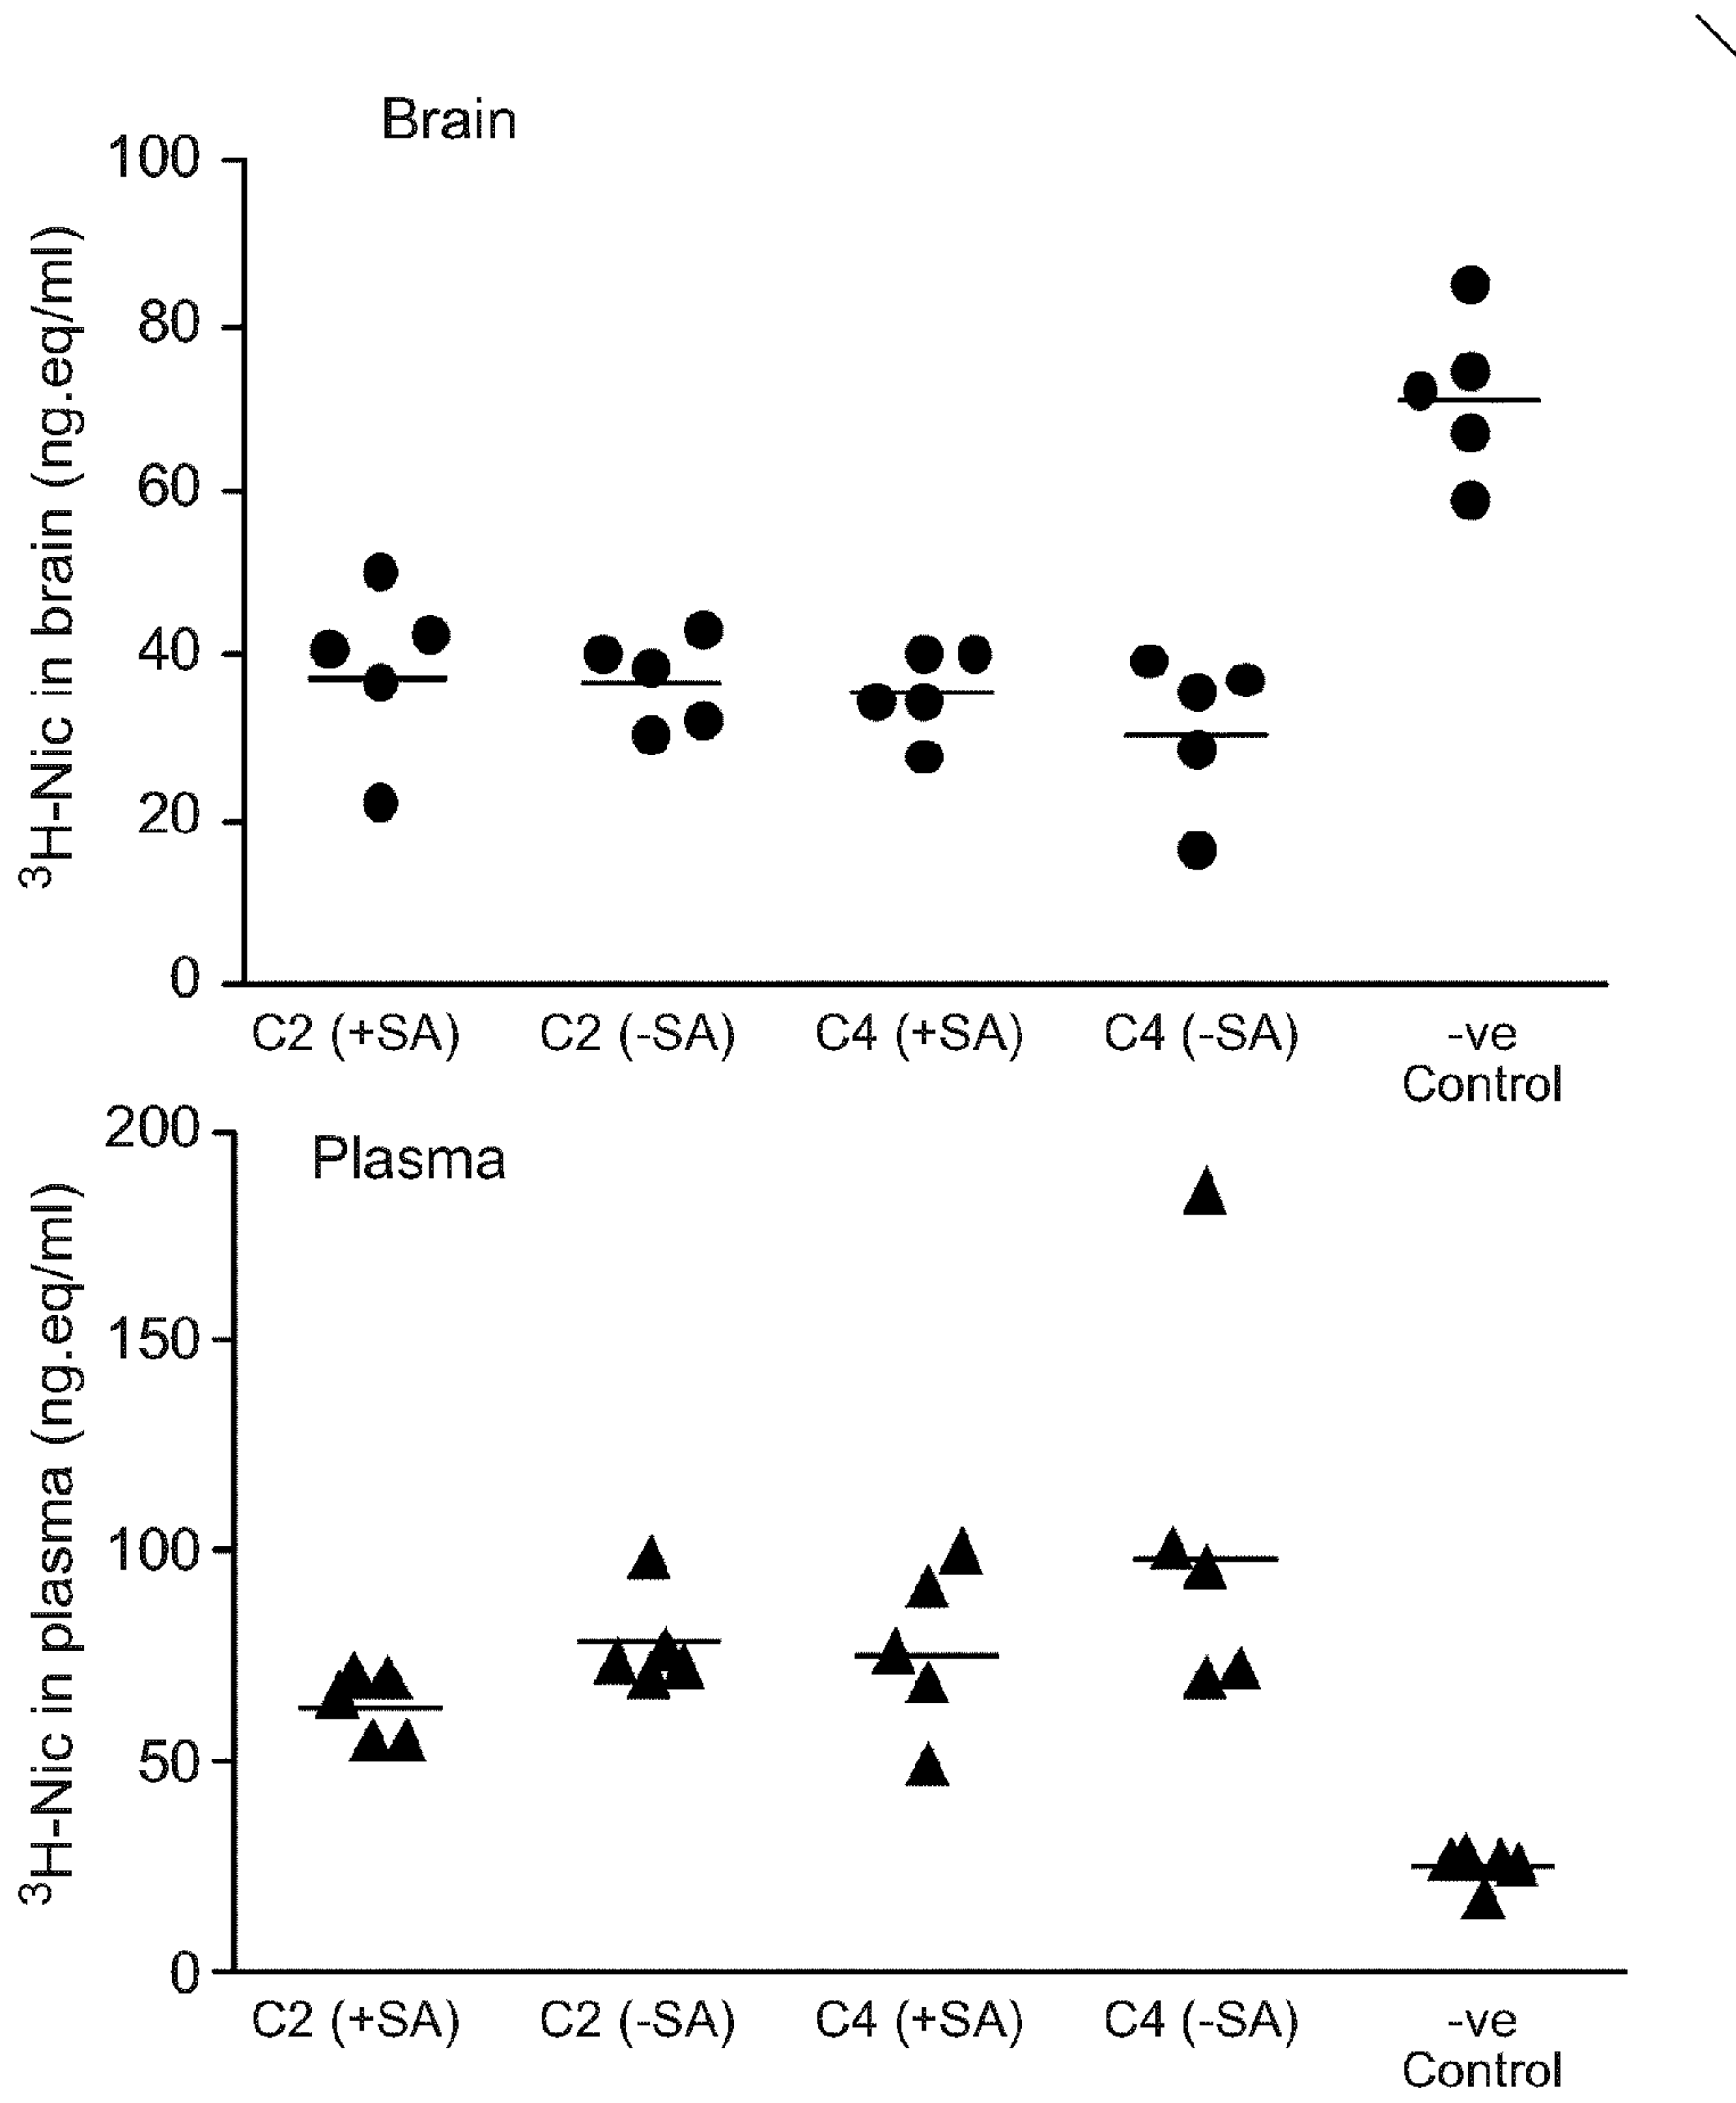 Brain
100
80
60
40
20
0
³H-Nic in brain (ng.eq/ml)
C2 (+SA) C2 (-SA) C4 (+SA) C4 (-SA) -ve
Control
Plasma
200
150
100
50
0
³H-Nic in plasma (ng.eq/ml)
C2 (+SA) C2 (-SA) C4 (+SA) C4 (-SA) -ve
Control